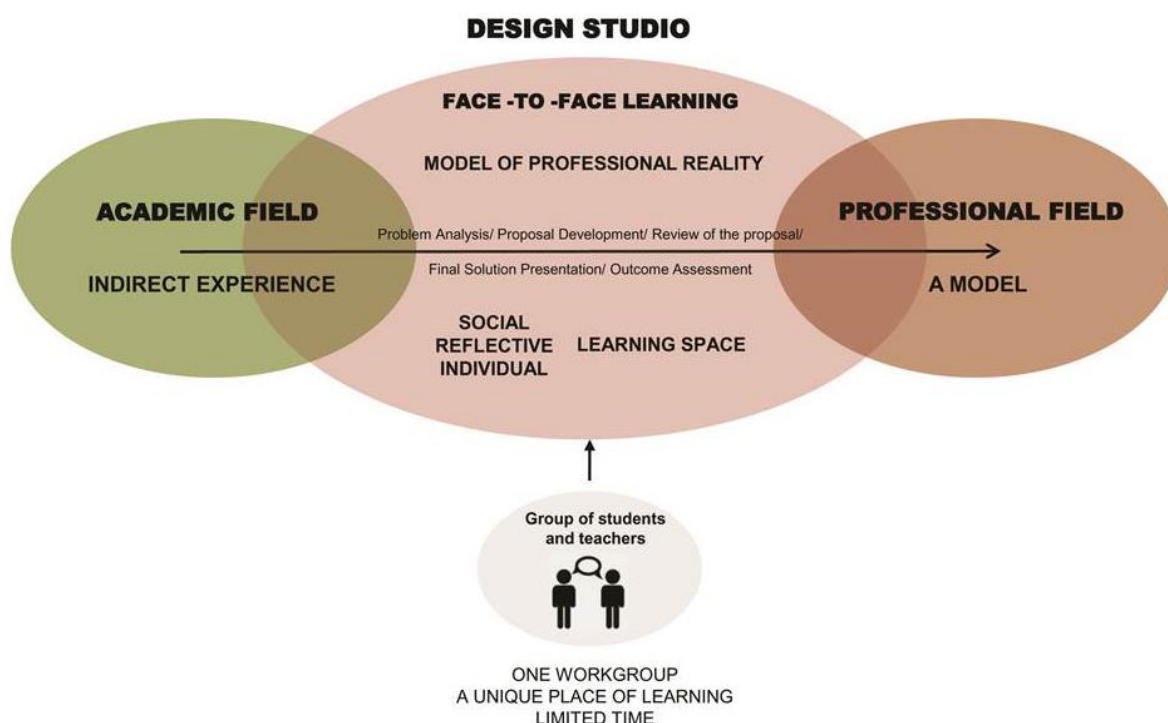 DESIGN STUDIO
FACE -TO -FACE LEARNING
MODEL OF PROFESSIONAL REALITY
ACADEMIC FIELD
INDIRECT EXPERIENCE
Problem Analysis/ Proposal Development/ Review of the proposal/
Final Solution Presentation/ Outcome Assessment
PROFESSIONAL FIELD
A MODEL
SOCIAL
REFLECTIVE
INDIVIDUAL
LEARNING SPACE
Group of students
and teachers
ONE WORKGROUP
A UNIQUE PLACE OF LEARNING
LIMITED TIME